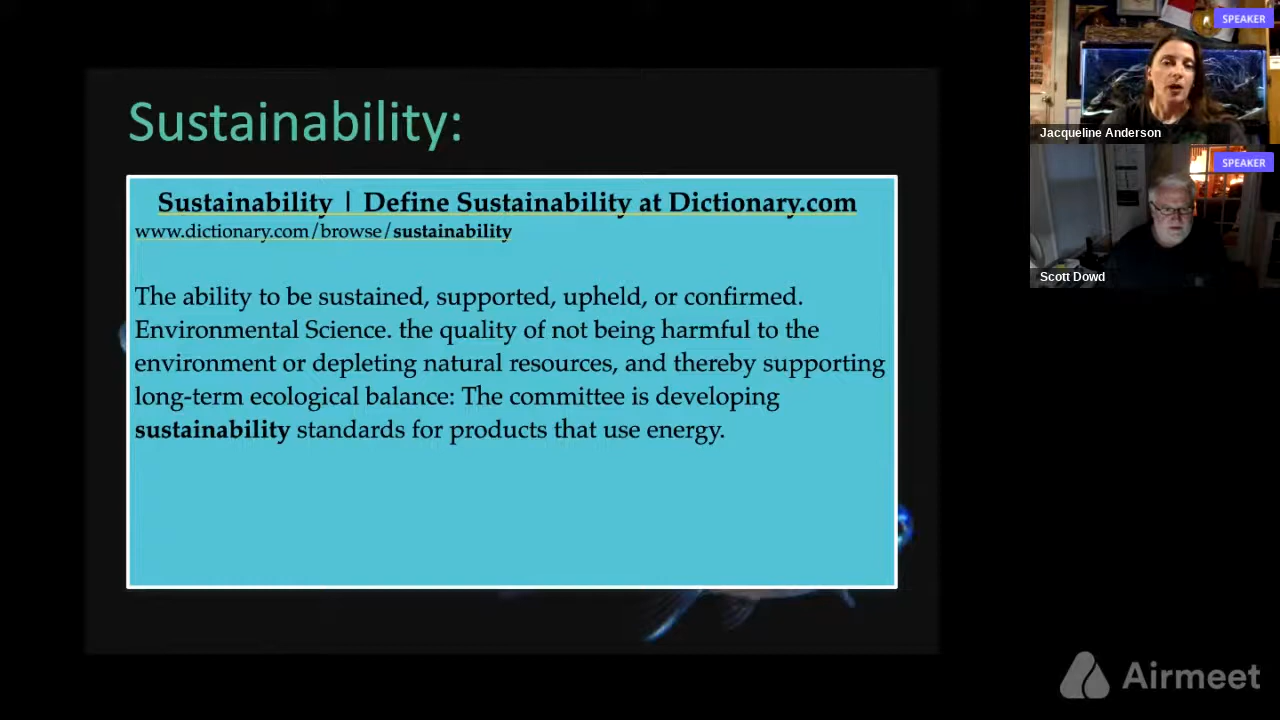 Sustainability:
Sustainability | Define Sustainability at Dictionary.com
www.dictionary.com/browse/sustainability
The ability to be sustained, supported, upheld, or confirmed.
Environmental Science. the quality of not being harmful to the
environment or depleting natural resources, and thereby supporting
long-term ecological balance: The committee is developing
sustainability standards for products that use energy.
SPEAKER
Jacqueline Anderson
SPEAKER
Scott Dowd
Airmeet